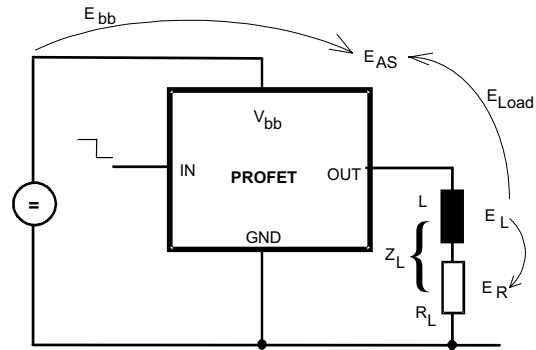 E bb
E AS
E Load
V bb
IN
PROFET
OUT
=
GND
L
E L
Z L
{
R L
E R